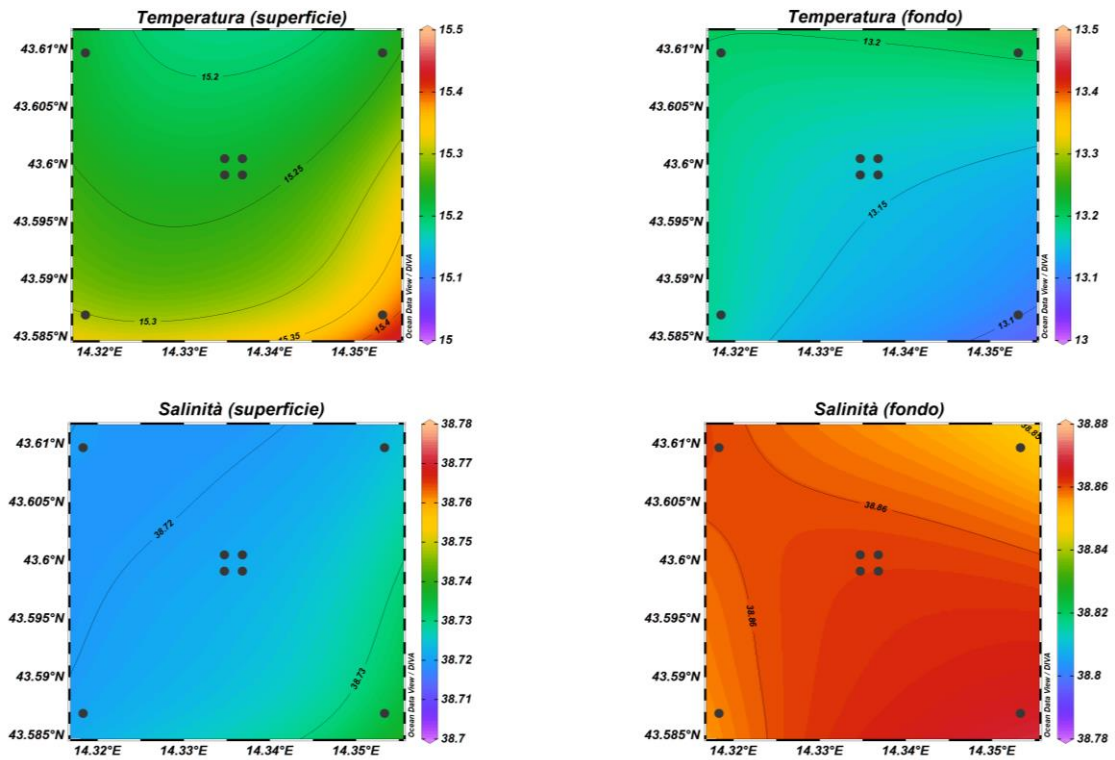 Temperatura (superficie)
43.61°N
43.605°N
43.6°N
43.595°N
43.59°N
43.585°N
14.32°E 14.33°E 14.34°E 14.35°E
15.2
15.25
15.3
15.35
15.4
Ocean Data View / DIVA
15.5
15.4
15.3
15.2
15.1
15
Temperatura (fondo)
43.61°N
43.605°N
43.6°N
43.595°N
43.59°N
43.585°N
14.32°E 14.33°E 14.34°E 14.35°E
13.2
13.15
13.1
Ocean Data View / DIVA
13.5
13.4
13.3
13.2
13.1
13
Salinità (superficie)
43.61°N
43.605°N
43.6°N
43.595°N
43.59°N
43.585°N
14.32°E 14.33°E 14.34°E 14.35°E
38.72
38.73
Ocean Data View / DIVA
38.78
38.77
38.76
38.75
38.74
38.73
38.72
38.71
38.7
Salinità (fondo)
43.61°N
43.605°N
43.6°N
43.595°N
43.59°N
43.585°N
14.32°E 14.33°E 14.34°E 14.35°E
38.85
38.86
38.86
Ocean Data View / DIVA
38.88
38.86
38.84
38.82
38.8
38.78